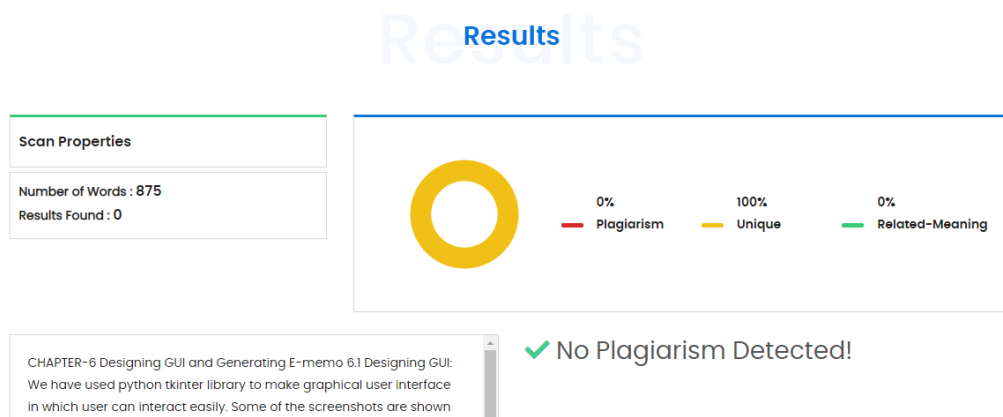 Results
Results
Scan Properties
Number of Words : 875
Results Found : 0
0%
Plagiarism
100%
Unique
0%
Related-Meaning
CHAPTER-6 Designing GUI and Generating E-memo 6.1 Designing GUI:
We have used python tkinter library to make graphical user interface
in which user can interact easily. Some of the screenshots are shown
No Plagiarism Detected!